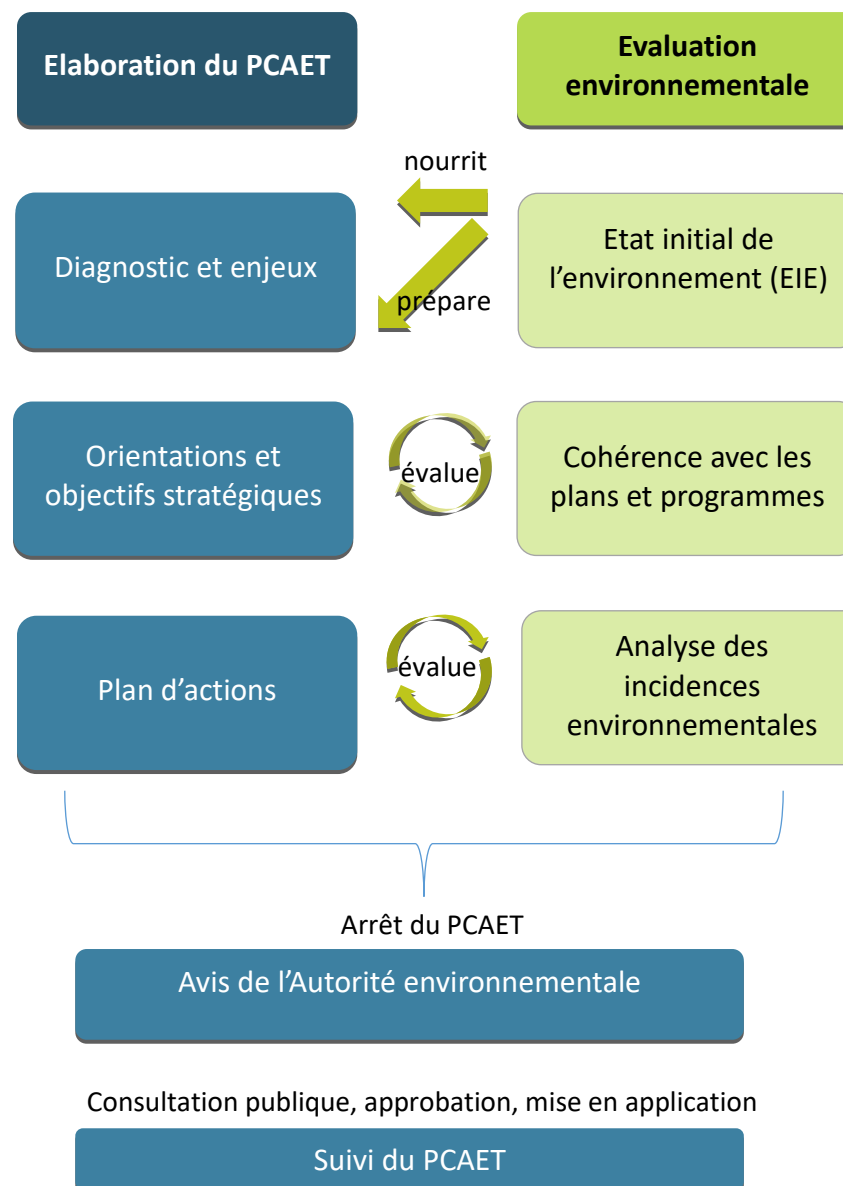 Elaboration du PCAET
Evaluation
environnementale
nourrit
Diagnostic et enjeux
prépare
Etat initial de
l'environnement (EIE)
Orientations et
objectifs stratégiques
évalue
Cohérence avec les
plans et programmes
Plan d'actions
évalue
Analyse des
incidences
environnementales
Arrêt du PCAET
Avis de l'Autorité environnementale
Consultation publique, approbation, mise en application
Suivi du PCAET